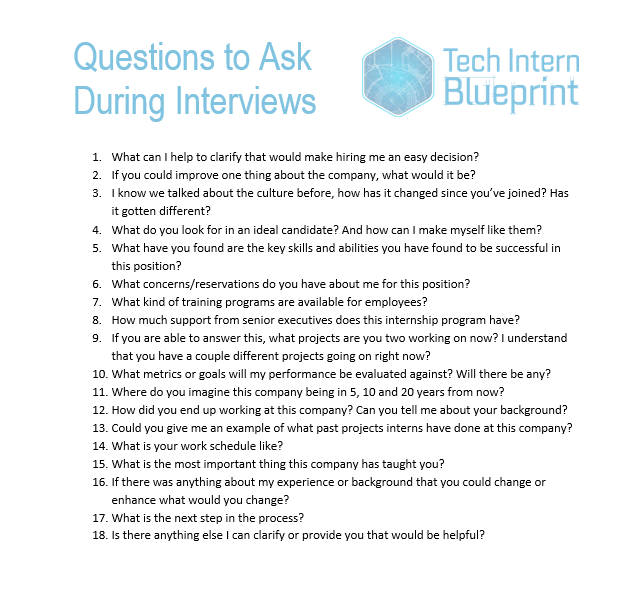 Questions to Ask
During Interviews
Tech Intern
Blueprint
1. What can I help to clarify that would make hiring me an easy decision?
2. If you could improve one thing about the company, what would it be?
3. I know we talked about the culture before, how has it changed since you’ve joined? Has
it gotten different?
4. What do you look for in an ideal candidate? And how can I make myself like them?
5. What have you found are the key skills and abilities you have found to be successful in
this position?
6. What concerns/reservations do you have about me for this position?
7. What kind of training programs are available for employees?
8. How much support from senior executives does this internship program have?
9. If you are able to answer this, what projects are you two working on now? I understand
that you have a couple different projects going on right now?
10. What metrics or goals will my performance be evaluated against? Will there be any?
11. Where do you imagine this company being in 5, 10 and 20 years from now?
12. How did you end up working at this company? Can you tell me about your background?
13. Could you give me an example of what past projects interns have done at this company?
14. What is your work schedule like?
15. What is the most important thing this company has taught you?
16. If there was anything about my experience or background that you could change or
enhance what would you change?
17. What is the next step in the process?
18. Is there anything else I can clarify or provide you that would be helpful?